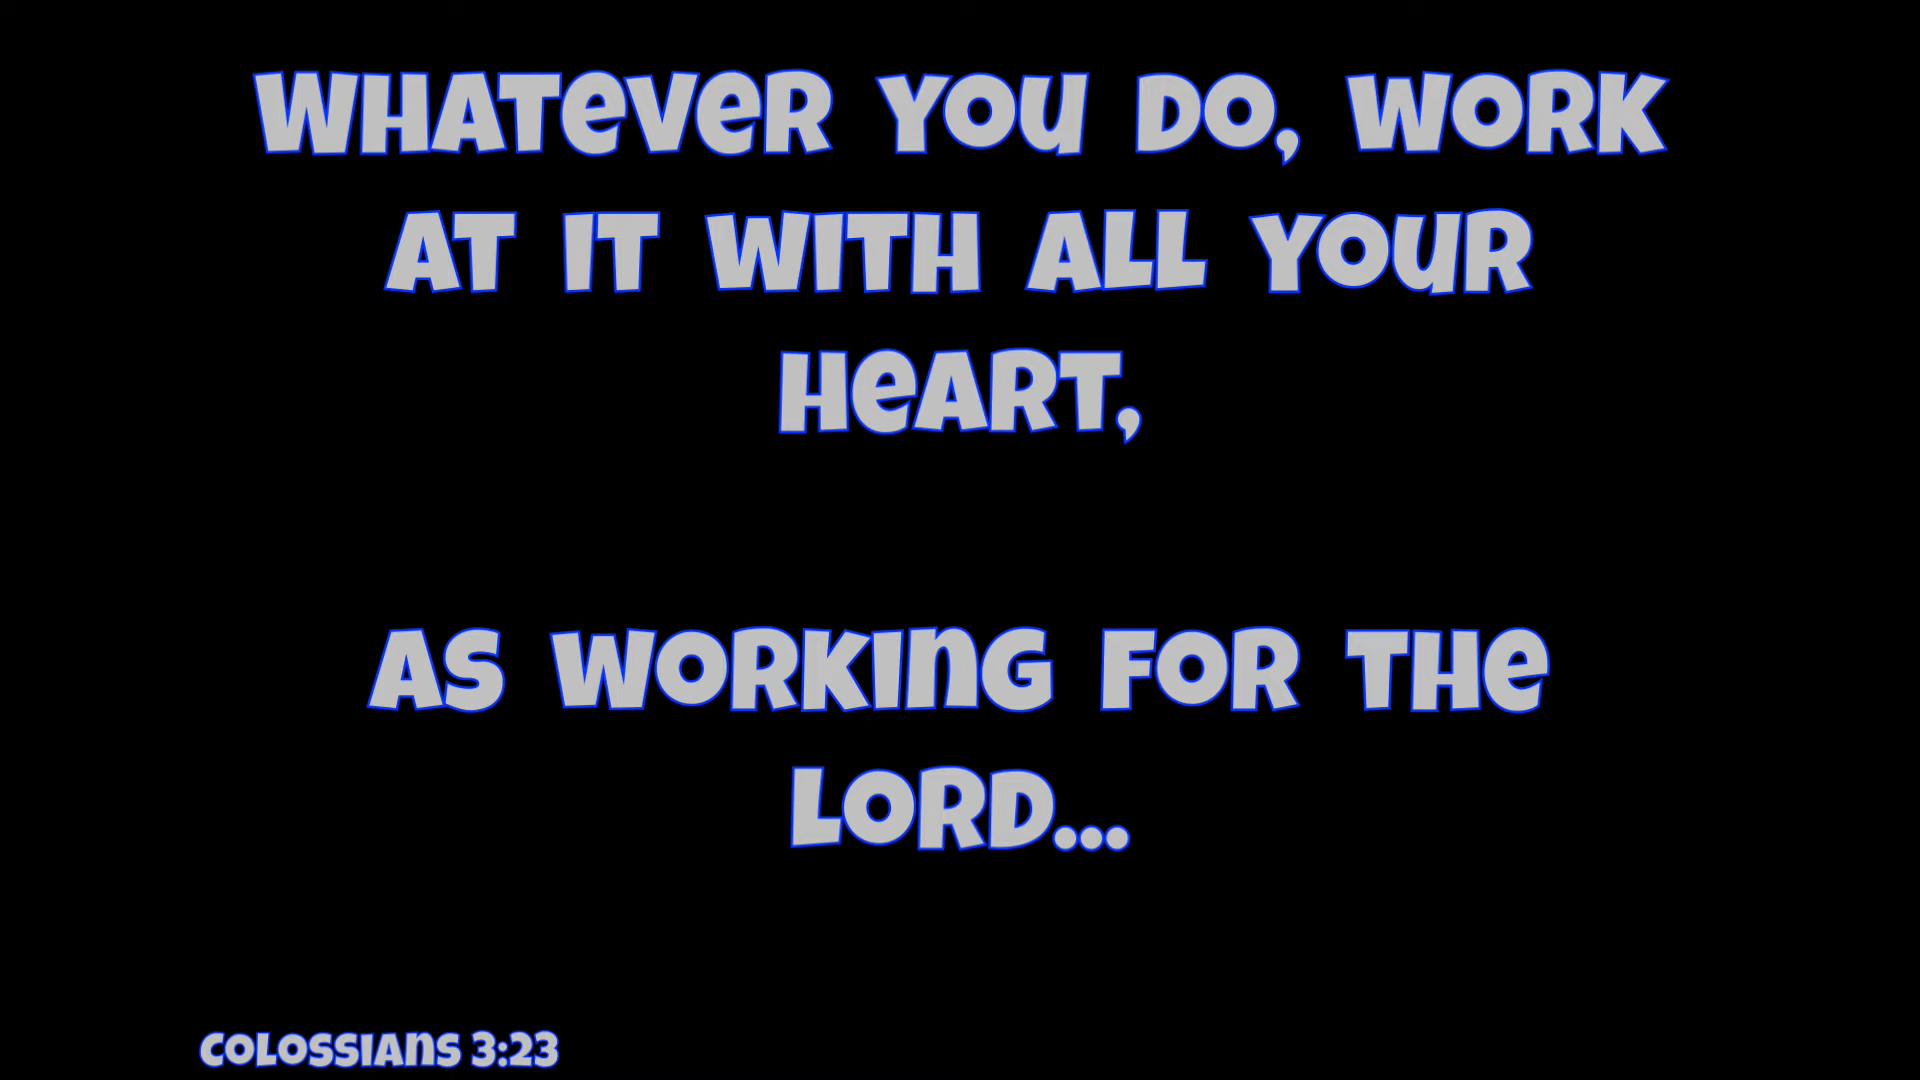 WHATEVER YOU DO, WORK
AT IT WITH ALL YOUR
HEART,
AS WORKING FOR THE
LORD...
COLOSSIANS 3:23